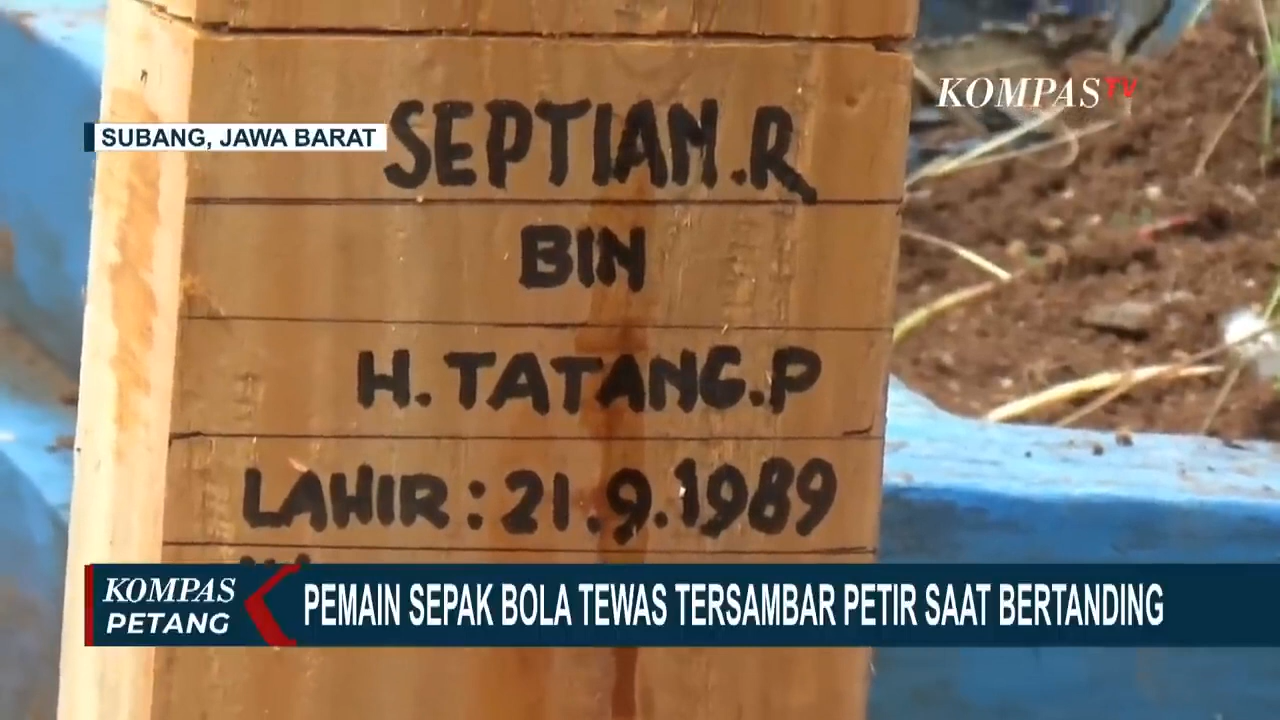 KOMPASTV
SUBANG, JAWA BARAT
SEPTIAN.R
BIN
H. TATANG.P
LAHIR : 21.9.1989
KOMPAS PETANG
PEMAIN SEPAK BOLA TEWAS TERSAMBAR PETIR SAAT BERTANDING